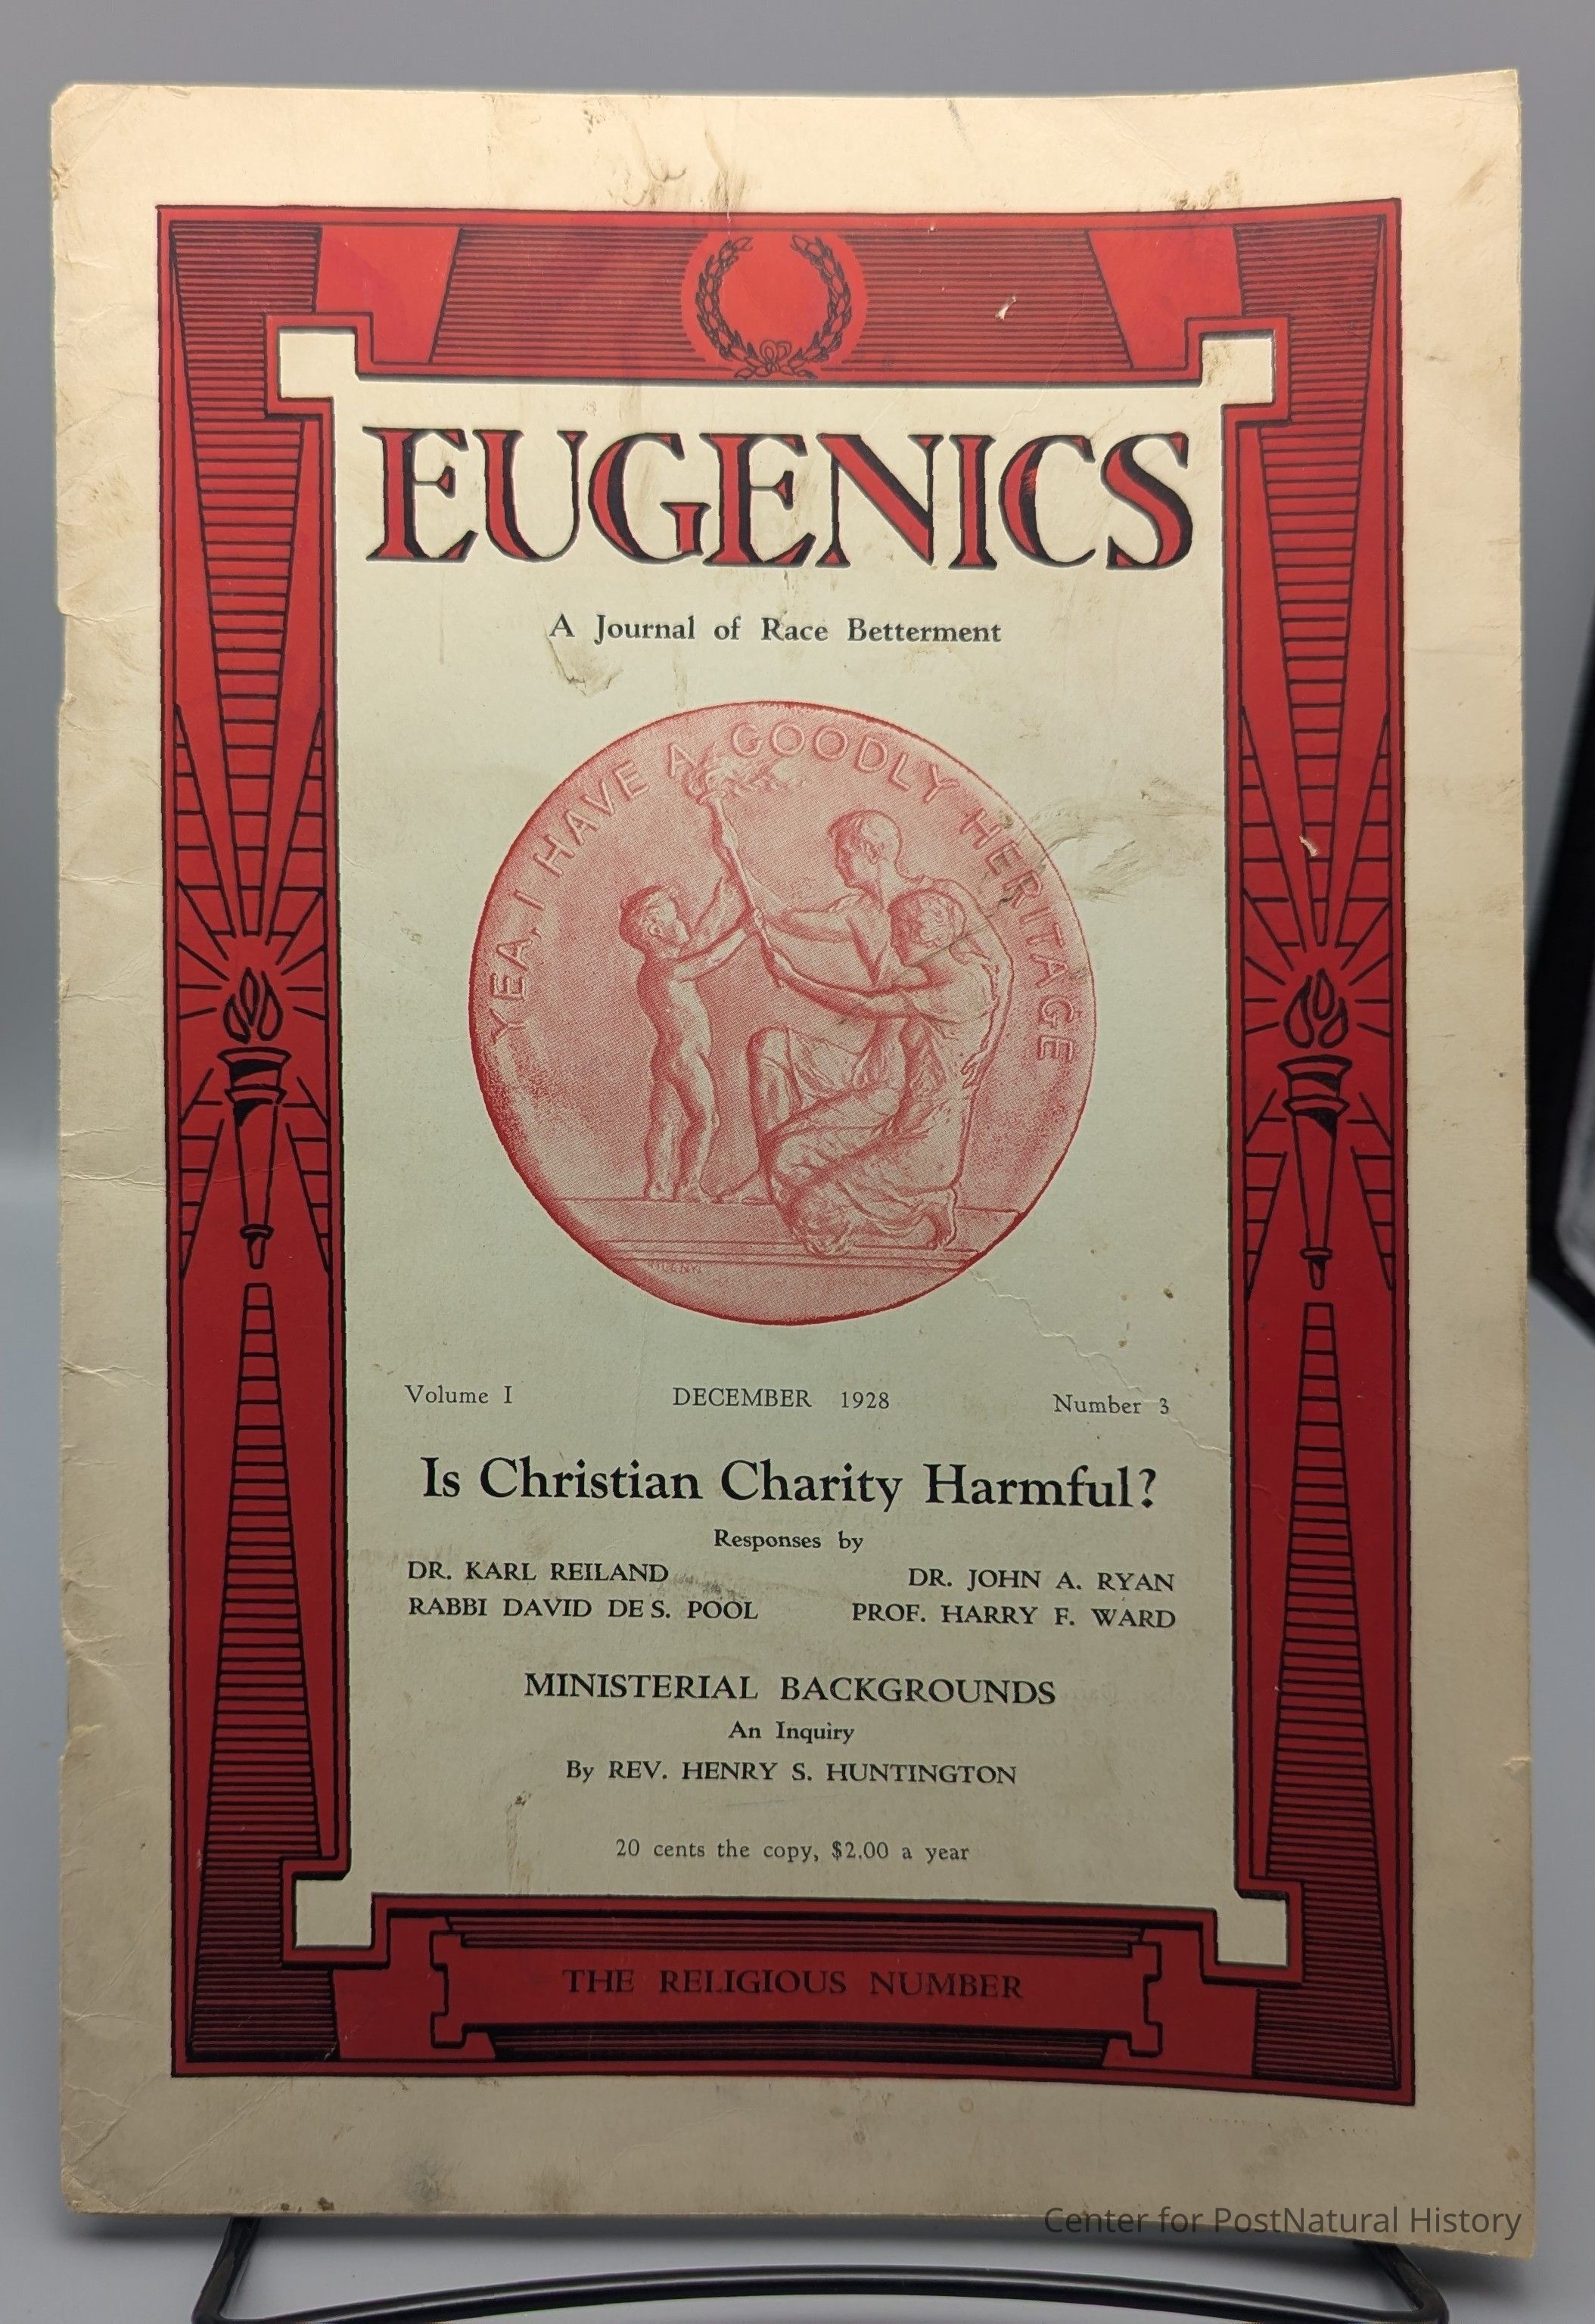 EUGENICS
A Journal of Race Betterment
YEA, I HAVE A GOODLY HERITAGE
Volume I DECEMBER 1928 Number 3
Is Christian Charity Harmful?
Responses by
DR. KARL REILAND DR. JOHN A. RYAN
RABBI DAVID DE S. POOL PROF. HARRY F. WARD
MINISTERIAL BACKGROUNDS
An Inquiry
By REV. HENRY S. HUNTINGTON
20 cents the copy, $2.00 a year
THE RELIGIOUS NUMBER
Center for PostNatural History